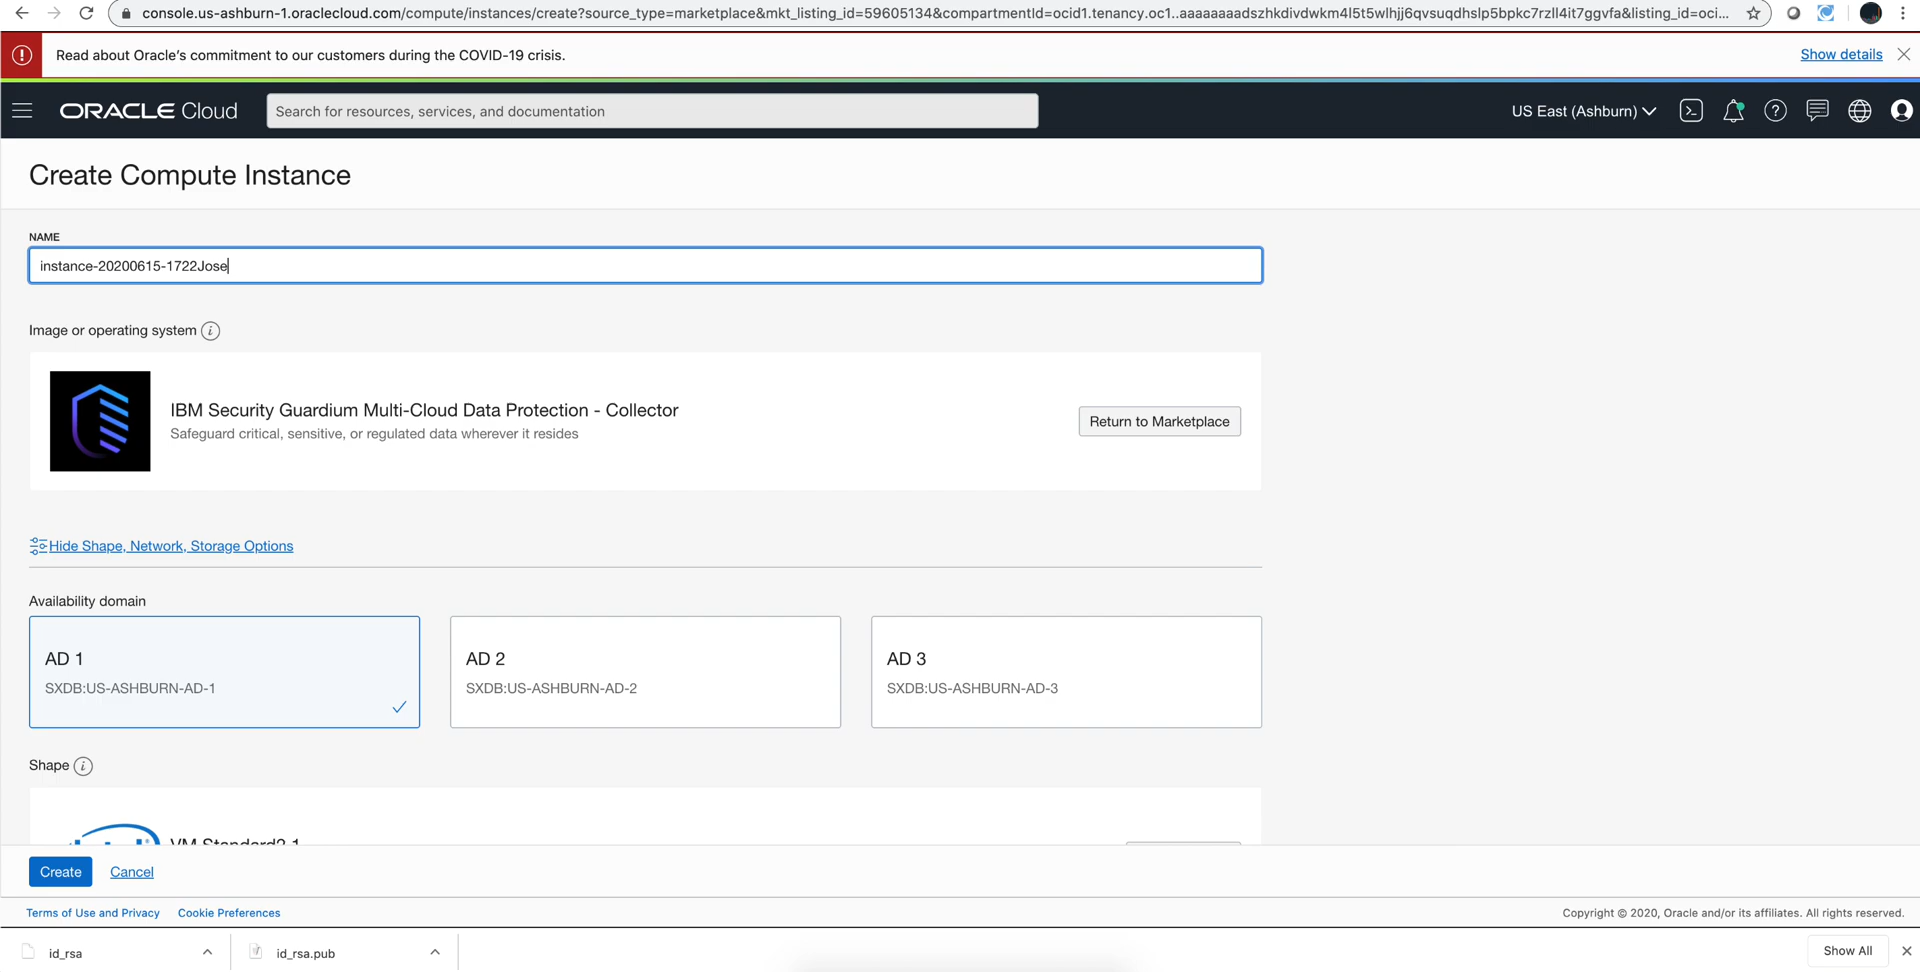 console.us-ashburn-1.oraclecloud.com/compute/instances/create?source_type=marketplace&mkt_listing_id=59605134&compartmentId=ocid1.tenancy.oc1..aaaaaaaadszhkdivdwkm4l5t5wlhjj6qvsuqdhslp5bpkc7rzll4it7ggvfa&listing_id=oci...
Read about Oracle's commitment to our customers during the COVID-19 crisis.
Show details
ORACLE Cloud
Search for resources, services, and documentation
US East (Ashburn)
Create Compute Instance
NAME
instance-20200615-1722Jose
Image or operating system
IBM Security Guardium Multi-Cloud Data Protection - Collector
Safeguard critical, sensitive, or regulated data wherever it resides
Return to Marketplace
Hide Shape, Network, Storage Options
Availability domain
AD 1
SXDB:US-ASHBURN-AD-1
AD 2
SXDB:US-ASHBURN-AD-2
AD 3
SXDB:US-ASHBURN-AD-3
Shape
VM.Standard2.1
Create Cancel
Terms of Use and Privacy Cookie Preferences
Copyright © 2020, Oracle and/or its affiliates. All rights reserved.
id_rsa
id_rsa.pub
Show All